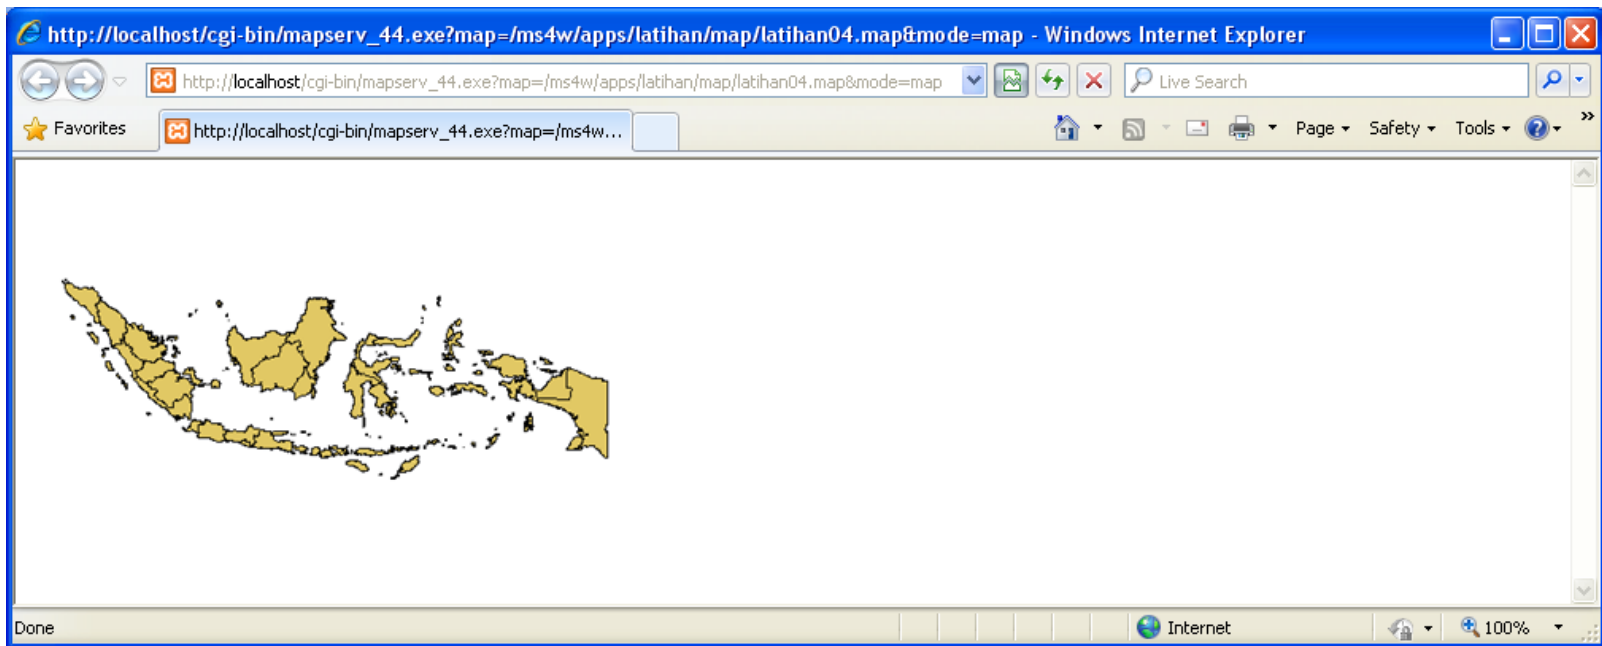 http://localhost/cgi-bin/mapserv_44.exe?map=/ms4w/apps/latihan/map/latihan04.map&mode=map - Windows Internet Explorer
http://localhost/cgi-bin/mapserv_44.exe?map=/ms4w/apps/latihan/map/latihan04.map&mode=map Live Search
Favorites http://localhost/cgi-bin/mapserv_44.exe?map=/ms4w... Page Safety Tools »
Done Internet 100%